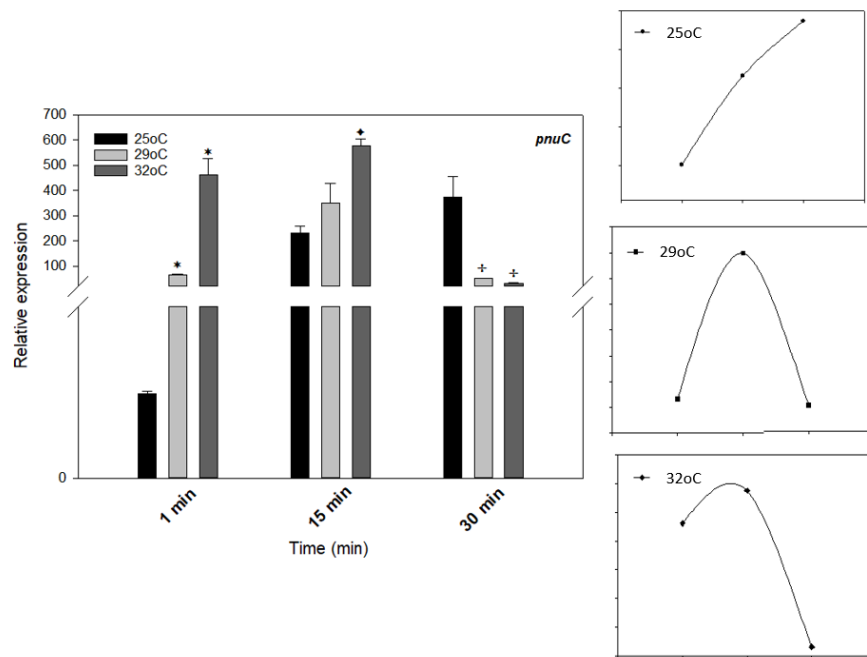 25oC
700
600
500
400
300
200
100
0
Relative expression
25oC
29oC
32oC
pnuC
*
*
✦
÷
÷
1 min
15 min
30 min
Time (min)
29oC
32oC